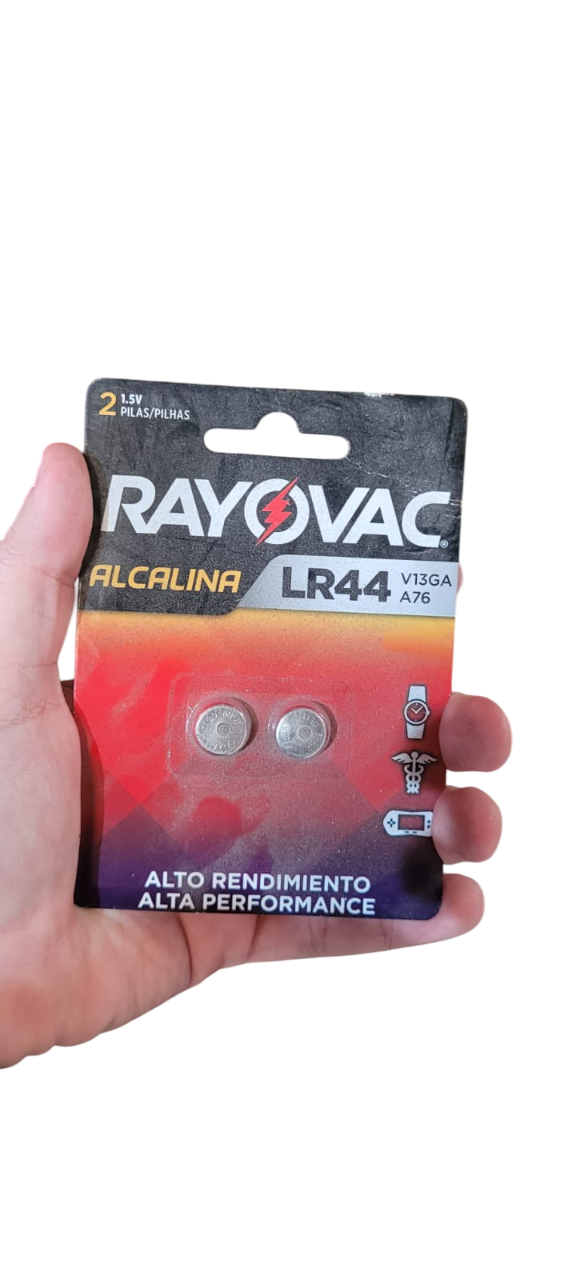 2 1.5V
PILAS/PILHAS
RAYOVAC®
ALCALINA
LR44 V13GA
A76
ALTO RENDIMIENTO
ALTA PERFORMANCE